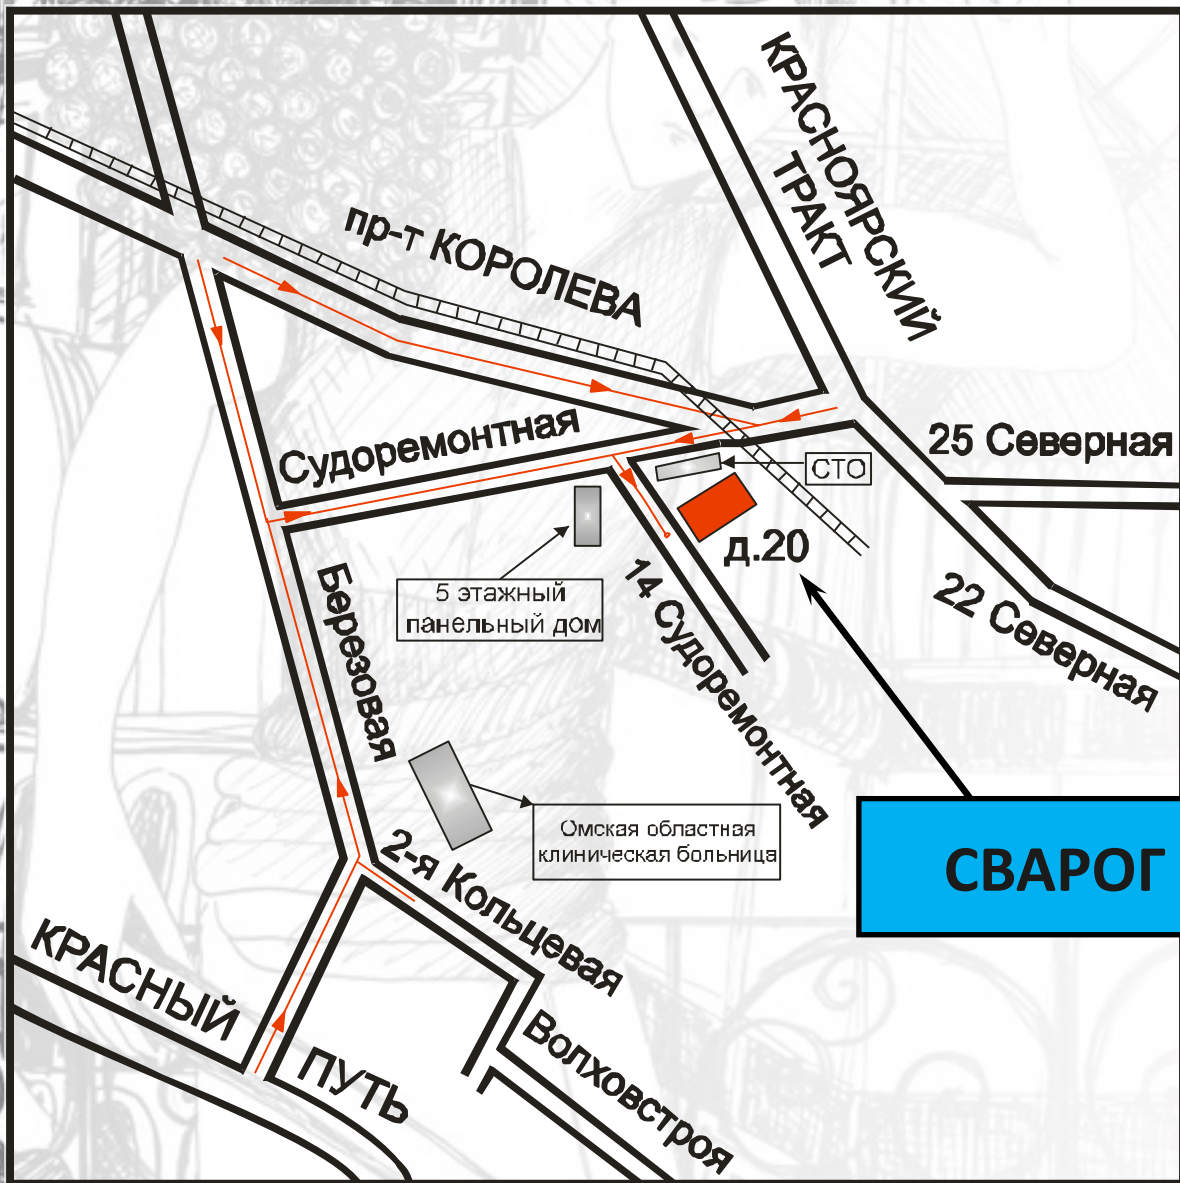 КРАСНОЯРСКИЙ
ТРАКТ
пр-т КОРОЛЕВА
Судоремонтная
25 Северная
СТО
д.20
22 Северная
5 этажный
панельный дом
14 Судоремонтная
Березовая
Омская областная
клиническая больница
СВАРОГ
2-я Кольцевая
КРАСНЫЙ
ПУТЬ
Волховстроя